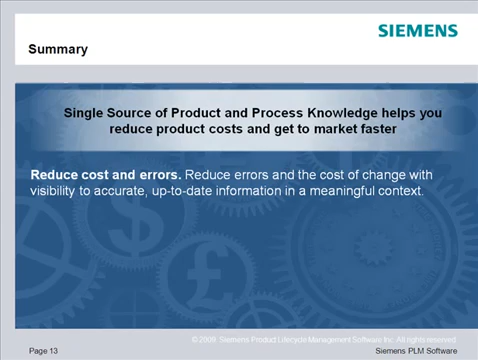 SIEMENS
Summary
Single Source of Product and Process Knowledge helps you
reduce product costs and get to market faster
Reduce cost and errors. Reduce errors and the cost of change with
visibility to accurate, up-to-date information in a meaningful context.
© 2009. Siemens Product Lifecycle Management Software Inc. All rights reserved
Page 13
Siemens PLM Software